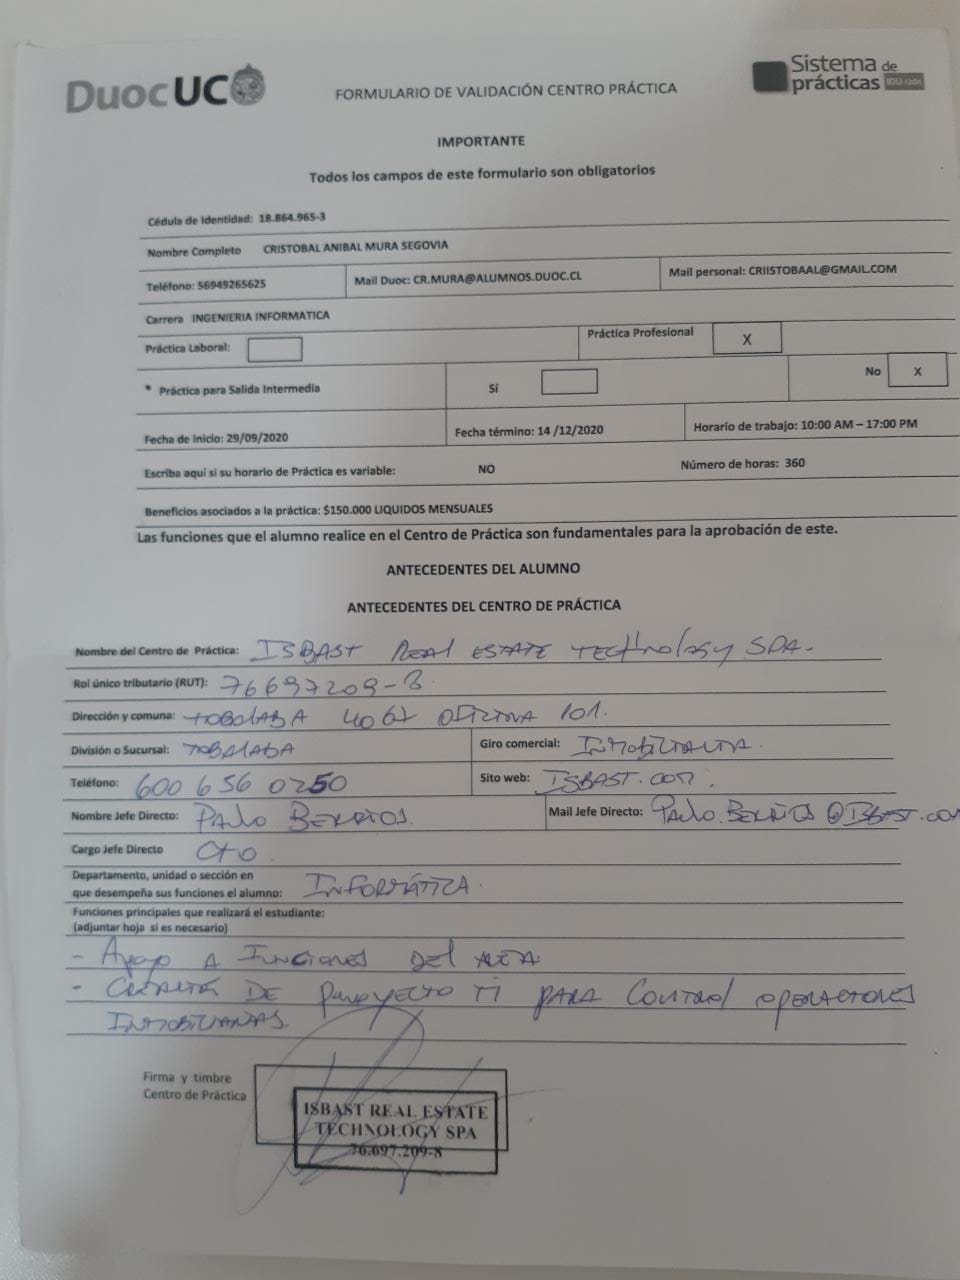 Duoc UC
FORMULARIO DE VALIDACIÓN CENTRO PRÁCTICA
Sistema de prácticas IDU 1201
IMPORTANTE
Todos los campos de este formulario son obligatorios
Cédula de Identidad: 18.864.965-3
Nombre Completo CRISTOBAL ANIBAL MURA SEGOVIA
Teléfono: 56949265625 Mail Duoc: CR.MURA@ALUMNOS.DUOC.CL Mail personal: CRIISTOBAAL@GMAIL.COM
Carrera INGENIERIA INFORMATICA
Práctica Laboral: Práctica Profesional X
* Práctica para Salida Intermedia Sí No X
Fecha de inicio: 29/09/2020 Fecha término: 14 /12/2020 Horario de trabajo: 10:00 AM – 17:00 PM
Escriba aquí si su horario de Práctica es variable: NO Número de horas: 360
Beneficios asociados a la práctica: $150.000 LIQUIDOS MENSUALES
Las funciones que el alumno realice en el Centro de Práctica son fundamentales para la aprobación de este.
ANTECEDENTES DEL ALUMNO
ANTECEDENTES DEL CENTRO DE PRÁCTICA
Nombre del Centro de Práctica: ISBAST REAL ESTATE TECHNOLOGY SPA.
Rol único tributario (RUT): 76697209-8
Dirección y comuna: TOBALABA 4067 OFICINA 101.
División o Sucursal: TOBALABA Giro comercial: INMOBILIARIA.
Teléfono: 600 656 0250 Sito web: ISBAST.com.
Nombre Jefe Directo: PABLO BERRIOS. Mail Jefe Directo: PABLO.BERRIOS@ISBAST.com
Cargo Jefe Directo CTO.
Departamento, unidad o sección en
que desempeña sus funciones el alumno: INFORMÁTICA.
Funciones principales que realizará el estudiante:
(adjuntar hoja si es necesario)
- APOYO A FUNCIONES DEL AREA
- DE PROYECTO TI PARA CONTROL OPERACIONES
INMOBILIARIAS.
Firma y timbre
Centro de Práctica
ISBAST REAL ESTATE
TECHNOLOGY SPA
76.697.209-8